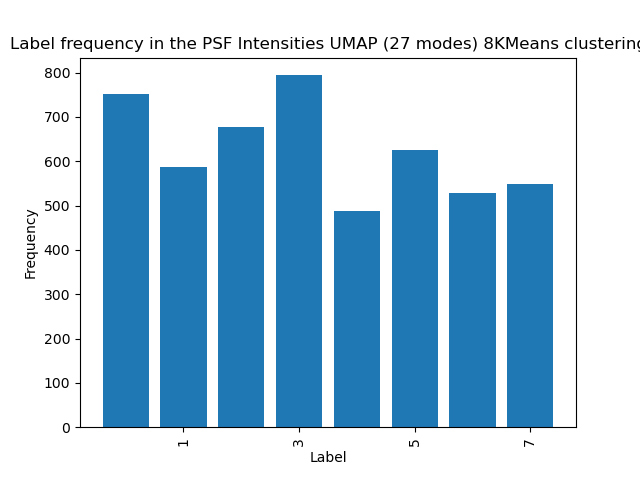 Label frequency in the PSF Intensities UMAP (27 modes) 8KMeans clustering
800
700
600
500
400
300
200
100
0
Frequency
1 3 5 7
Label